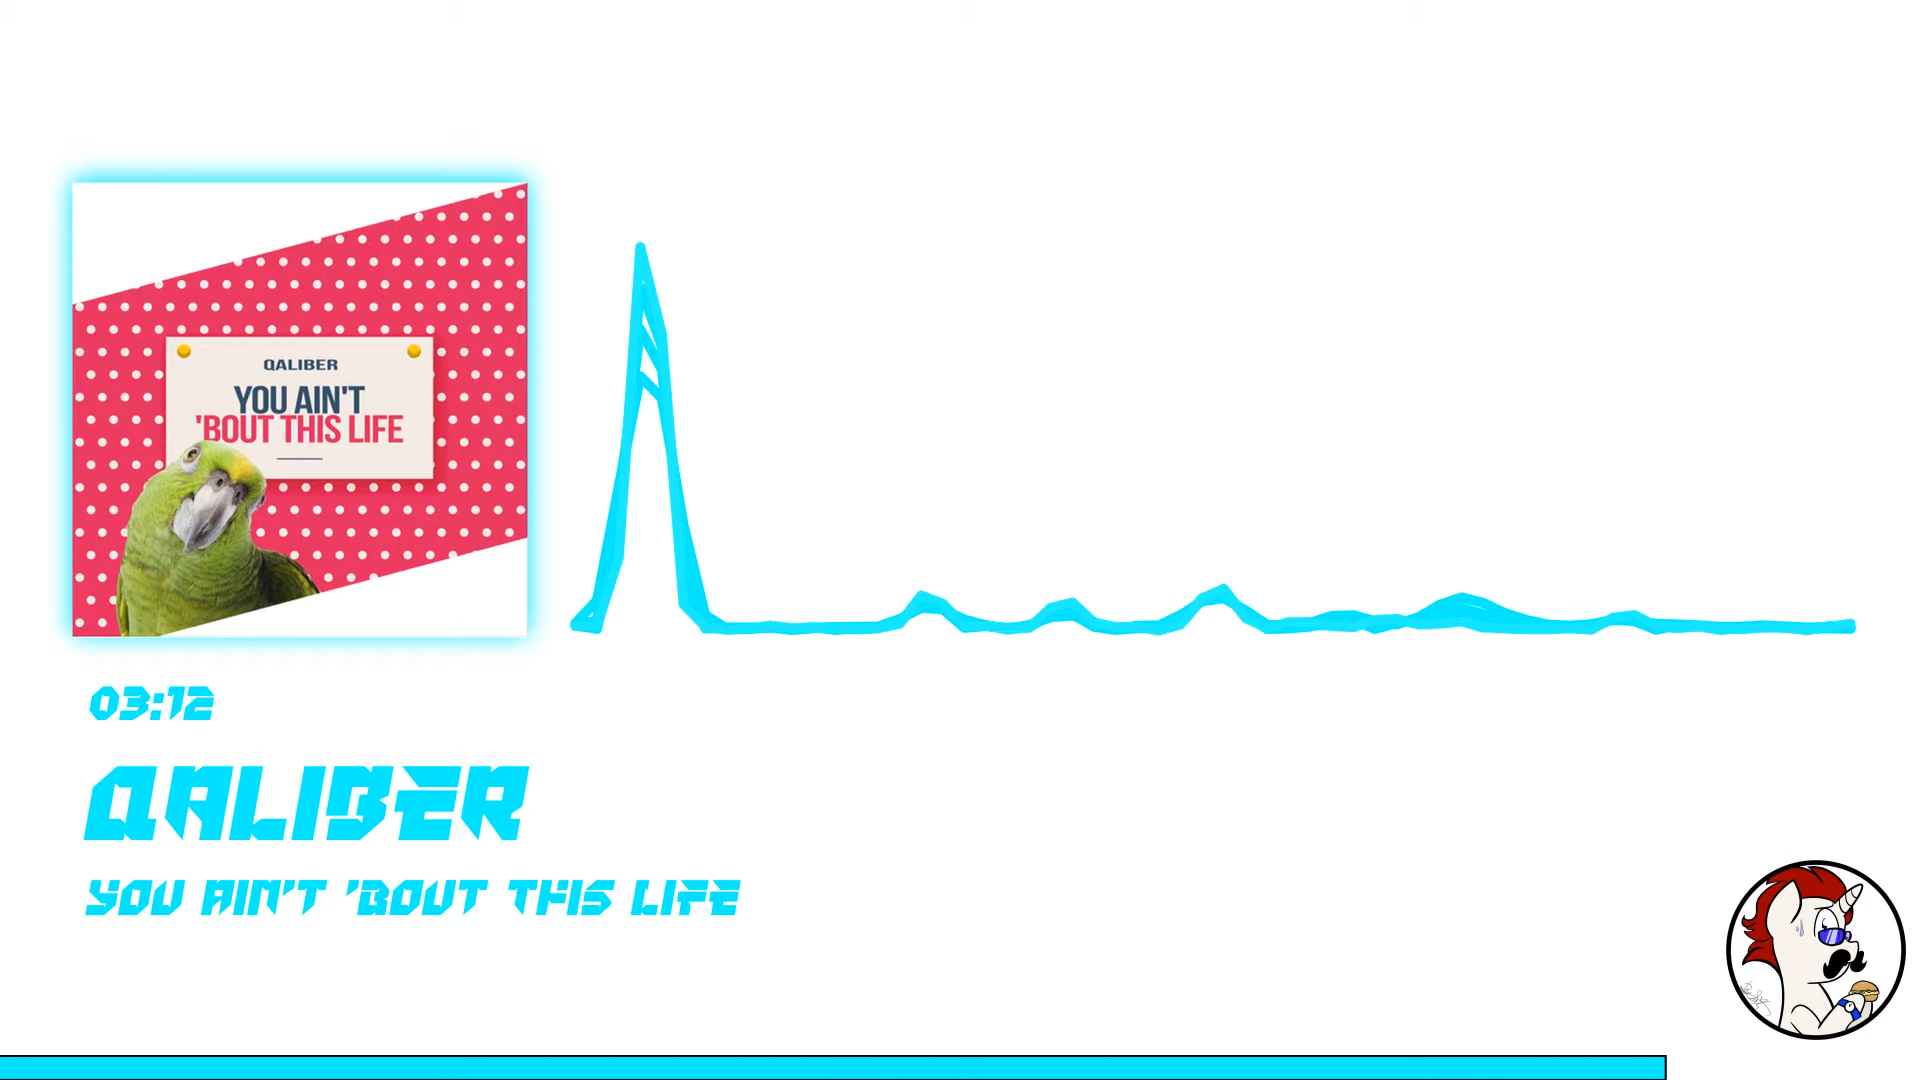 QALIBER
YOU AIN'T
'BOUT THIS LIFE
03:12
QALIBER
YOU AIN'T 'BOUT THIS LIFE